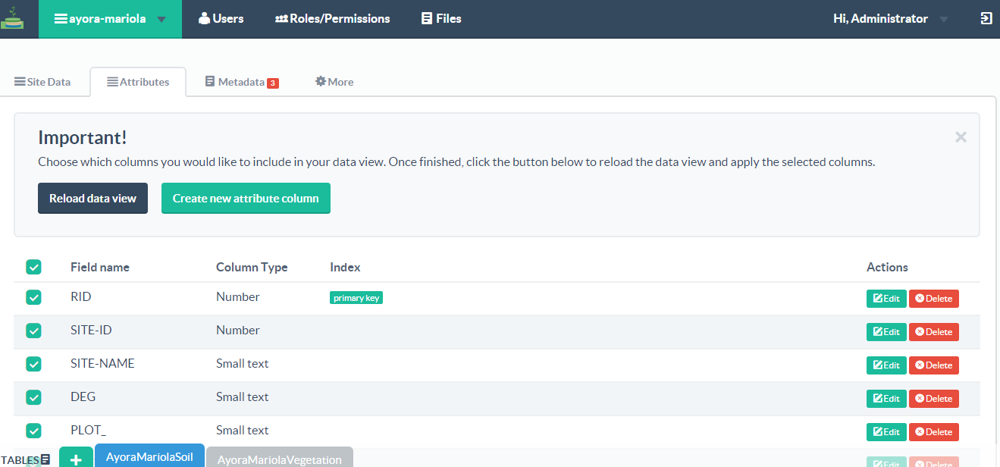 ayora-mariola Users Roles/Permissions Files Hi, Administrator
Site Data Attributes Metadata 3 More
Important!
Choose which columns you would like to include in your data view. Once finished, click the button below to reload the data view and apply the selected columns.
Reload data view Create new attribute column
Field name Column Type Index Actions
RID Number primary key Edit Delete
SITE-ID Number Edit Delete
SITE-NAME Small text Edit Delete
DEG Small text Edit Delete
PLOT_ Small text Edit Delete
TABLES + AyoraMariolaSoil AyoraMariolaVegetation Edit Delete